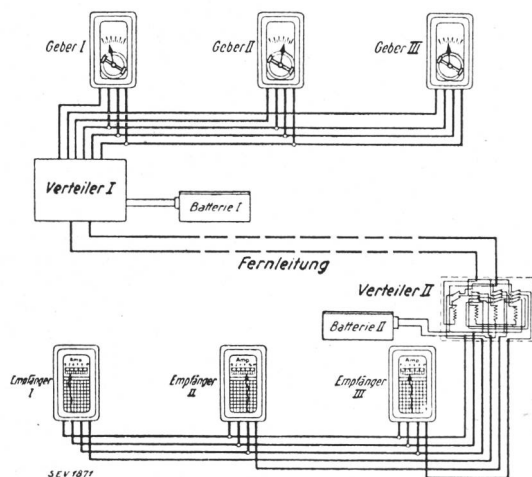 Geber I
Geber II
Geber III
Verteiler I
Batterie I
Fernleitung
Verteiler II
Batterie II
Amp
Amp
Amp
Empfänger I
Empfänger II
Empfänger III
SEV 1871